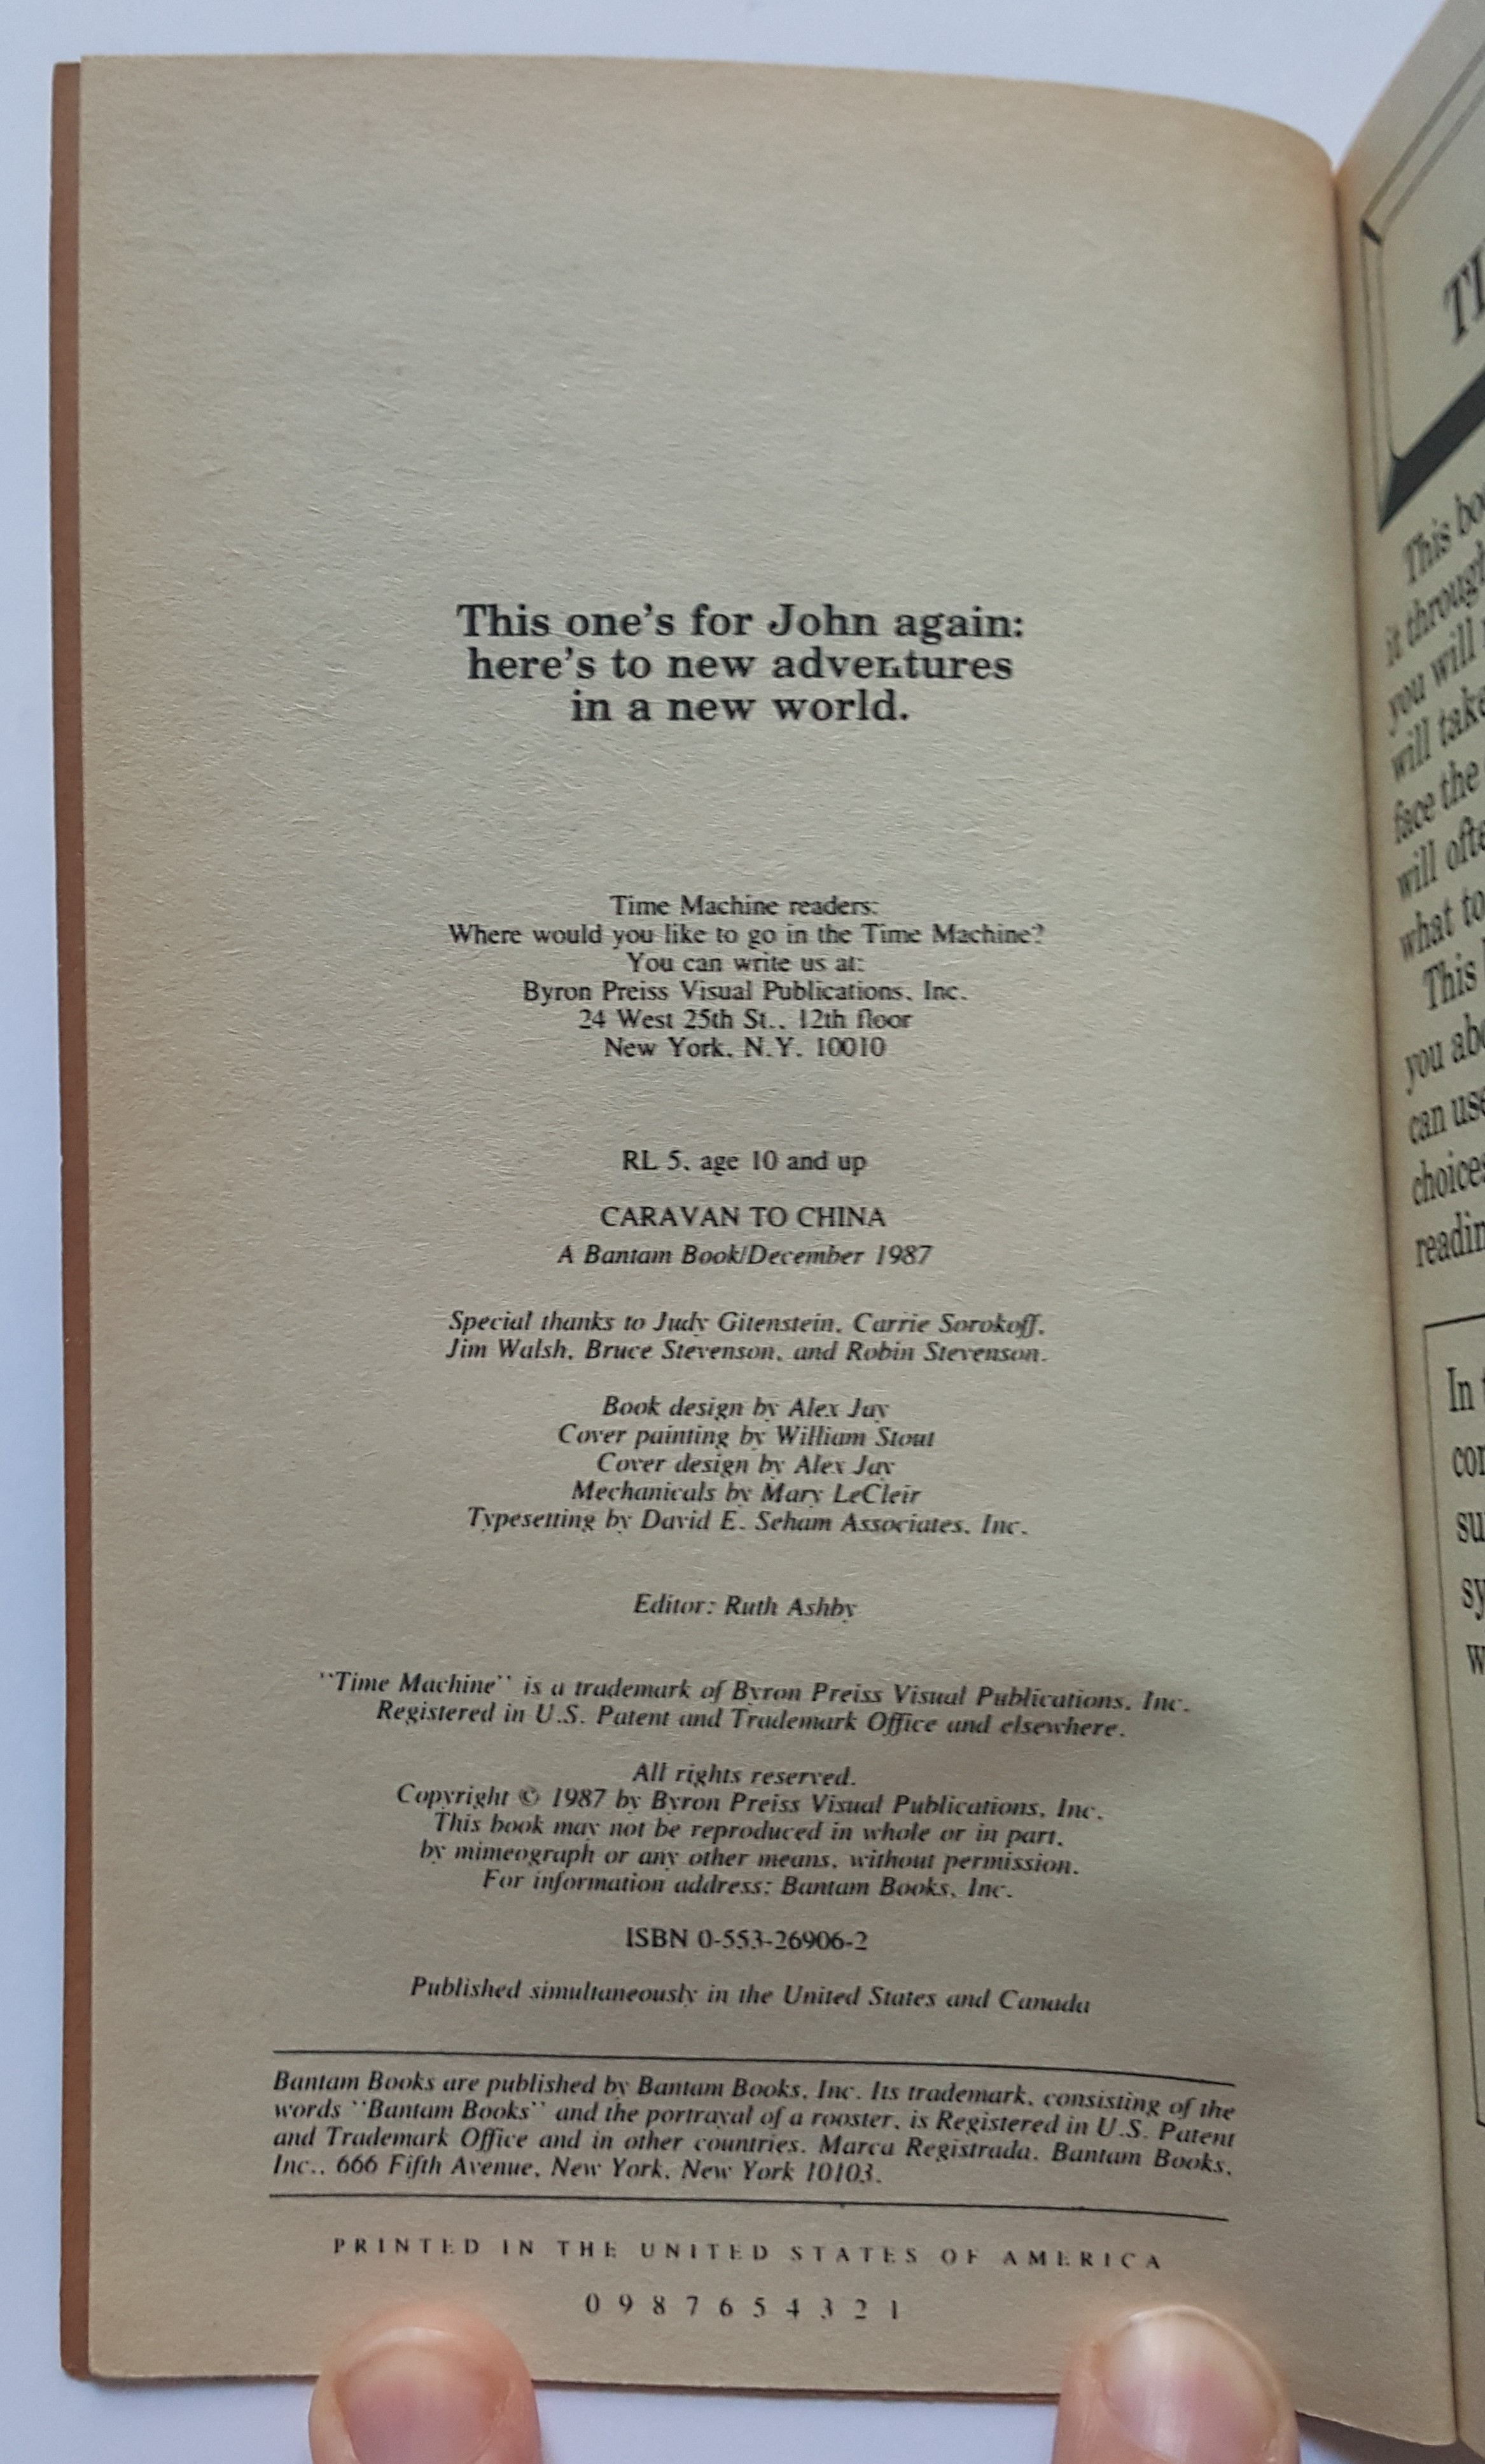 This one's for John again:
here's to new adventures
in a new world.
Time Machine readers:
Where would you like to go in the Time Machine?
You can write us at:
Byron Preiss Visual Publications, Inc.
24 West 25th St., 12th floor
New York, N.Y. 10010
RL 5, age 10 and up
CARAVAN TO CHINA
A Bantam Book/December 1987
Special thanks to Judy Gitenstein, Carrie Sorokoff,
Jim Walsh, Bruce Stevenson, and Robin Stevenson.
Book design by Alex Jay
Cover painting by William Stout
Cover design by Alex Jay
Mechanicals by Mary LeCleir
Typesetting by David E. Seham Associates, Inc.
Editor: Ruth Ashby
"Time Machine" is a trademark of Byron Preiss Visual Publications, Inc.
Registered in U.S. Patent and Trademark Office and elsewhere.
All rights reserved.
Copyright © 1987 by Byron Preiss Visual Publications, Inc.
This book may not be reproduced in whole or in part,
by mimeograph or any other means, without permission.
For information address: Bantam Books, Inc.
ISBN 0-553-26906-2
Published simultaneously in the United States and Canada
Bantam Books are published by Bantam Books, Inc. Its trademark, consisting of the
words "Bantam Books" and the portrayal of a rooster, is Registered in U.S. Patent
and Trademark Office and in other countries. Marca Registrada. Bantam Books,
Inc., 666 Fifth Avenue, New York, New York 10103.
PRINTED IN THE UNITED STATES OF AMERICA
0 9 8 7 6 5 4 3 2 1
This
it through
you will
will take
face the
will
what to
This
you
can use
choices
In